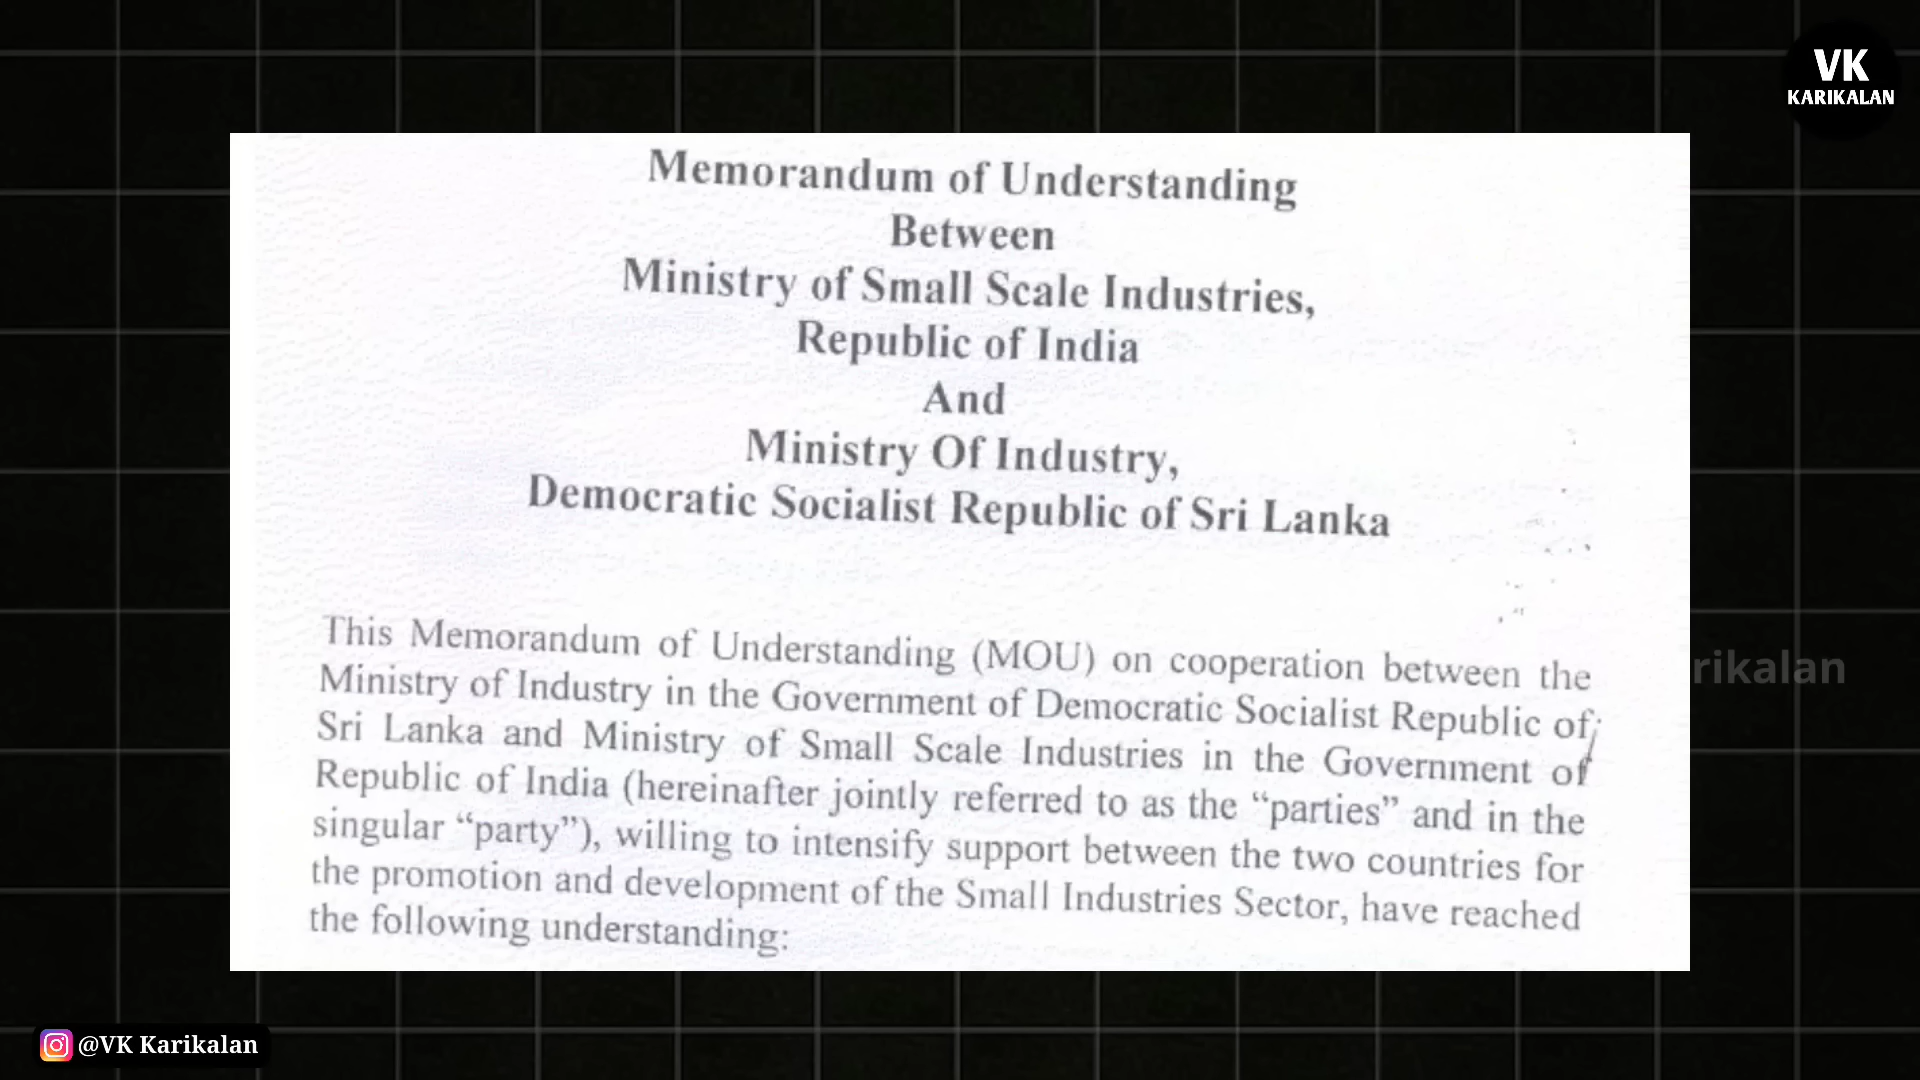 VK
KARIKALAN
Memorandum of Understanding
Between
Ministry of Small Scale Industries,
Republic of India
And
Ministry Of Industry,
Democratic Socialist Republic of Sri Lanka
This Memorandum of Understanding (MOU) on cooperation between the
Ministry of Industry in the Government of Democratic Socialist Republic of
Sri Lanka and Ministry of Small Scale Industries in the Government of
Republic of India (hereinafter jointly referred to as the “parties” and in the
singular “party”), willing to intensify support between the two countries for
the promotion and development of the Small Industries Sector, have reached
the following understanding:
rikalan
@VK Karikalan